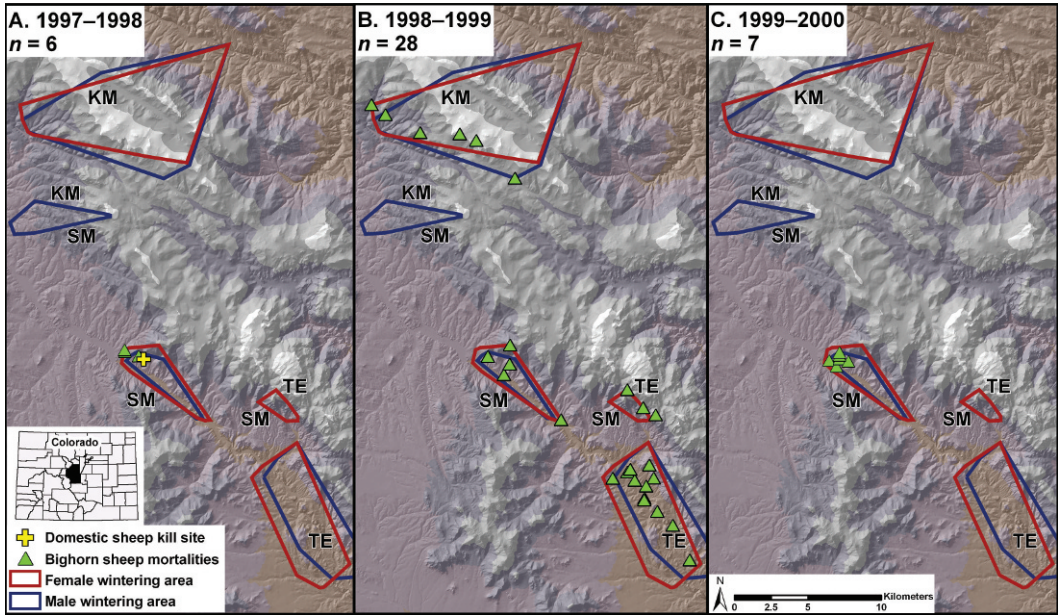 A. 1997–1998
n = 6
KM
KM
SM
SM
TE
SM
TE
Colorado
Domestic sheep kill site
Bighorn sheep mortalities
Female wintering area
Male wintering area
B. 1998–1999
n = 28
KM
KM
SM
SM
TE
SM
TE
C. 1999–2000
n = 7
KM
KM
SM
SM
TE
SM
TE
N
Kilometers
0 2.5 5 10